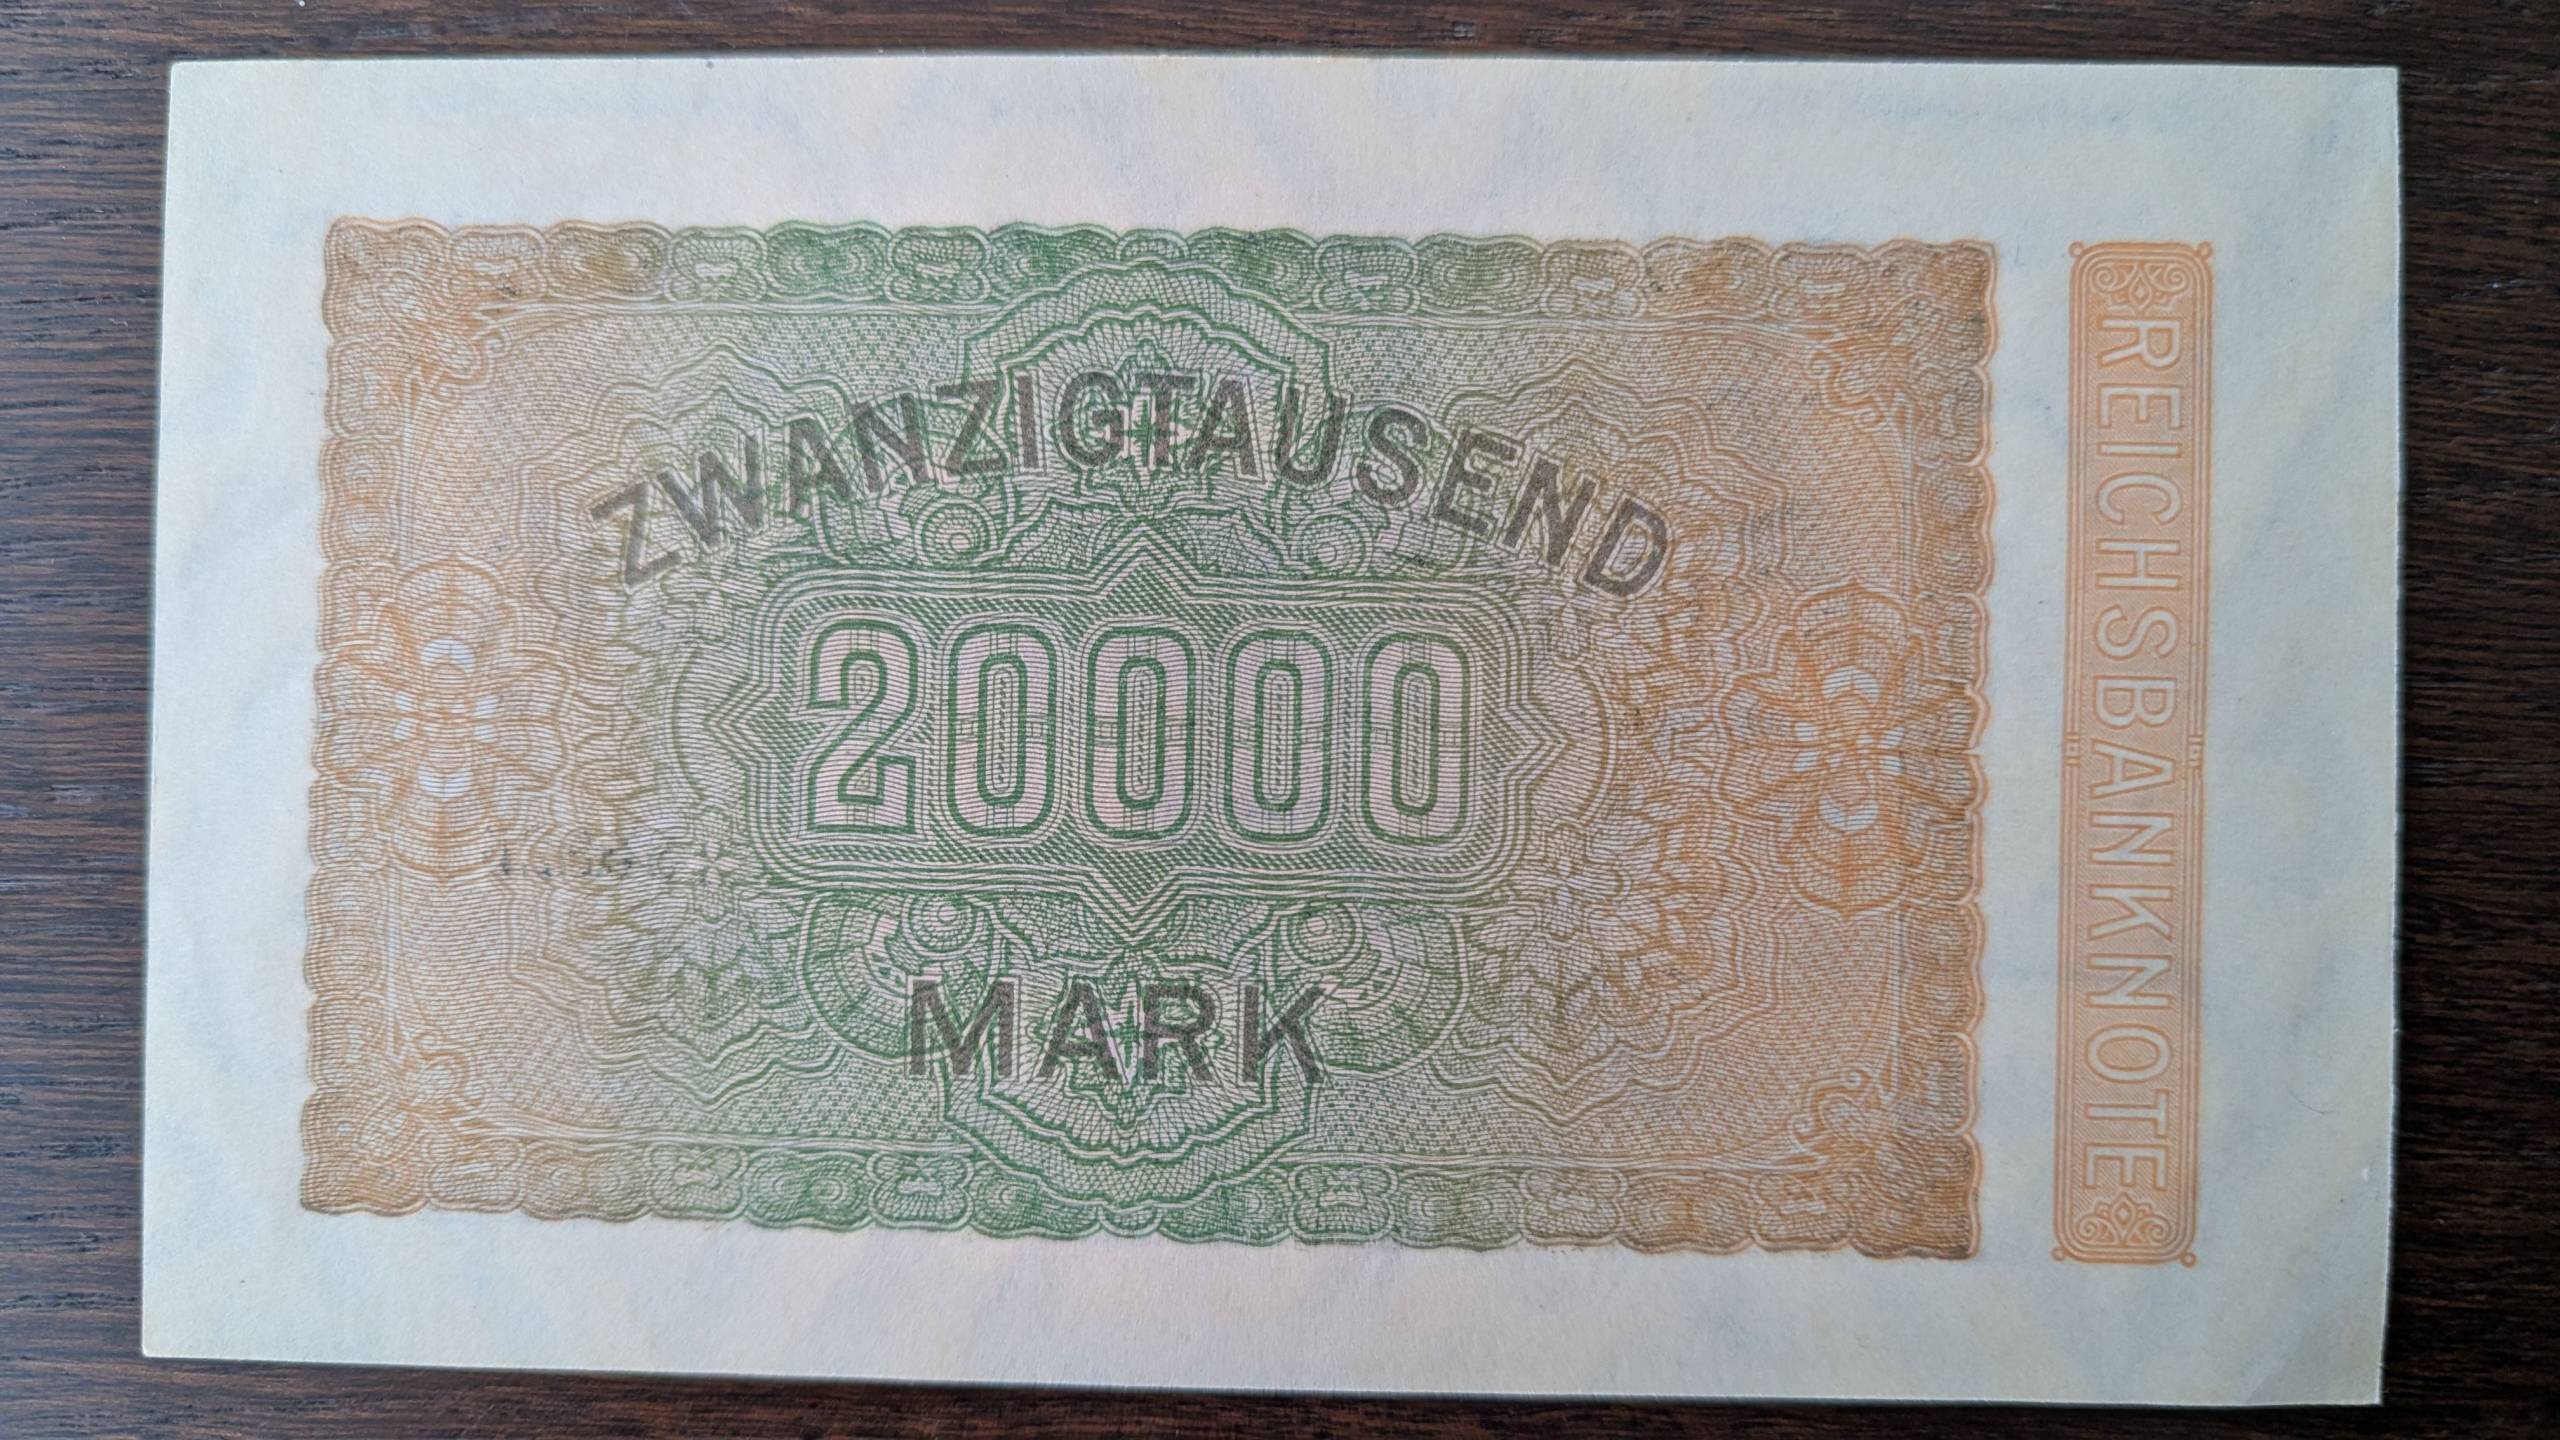 ZWANZIGTAUSEND
20000
MARK
REICHSBANKNOTE